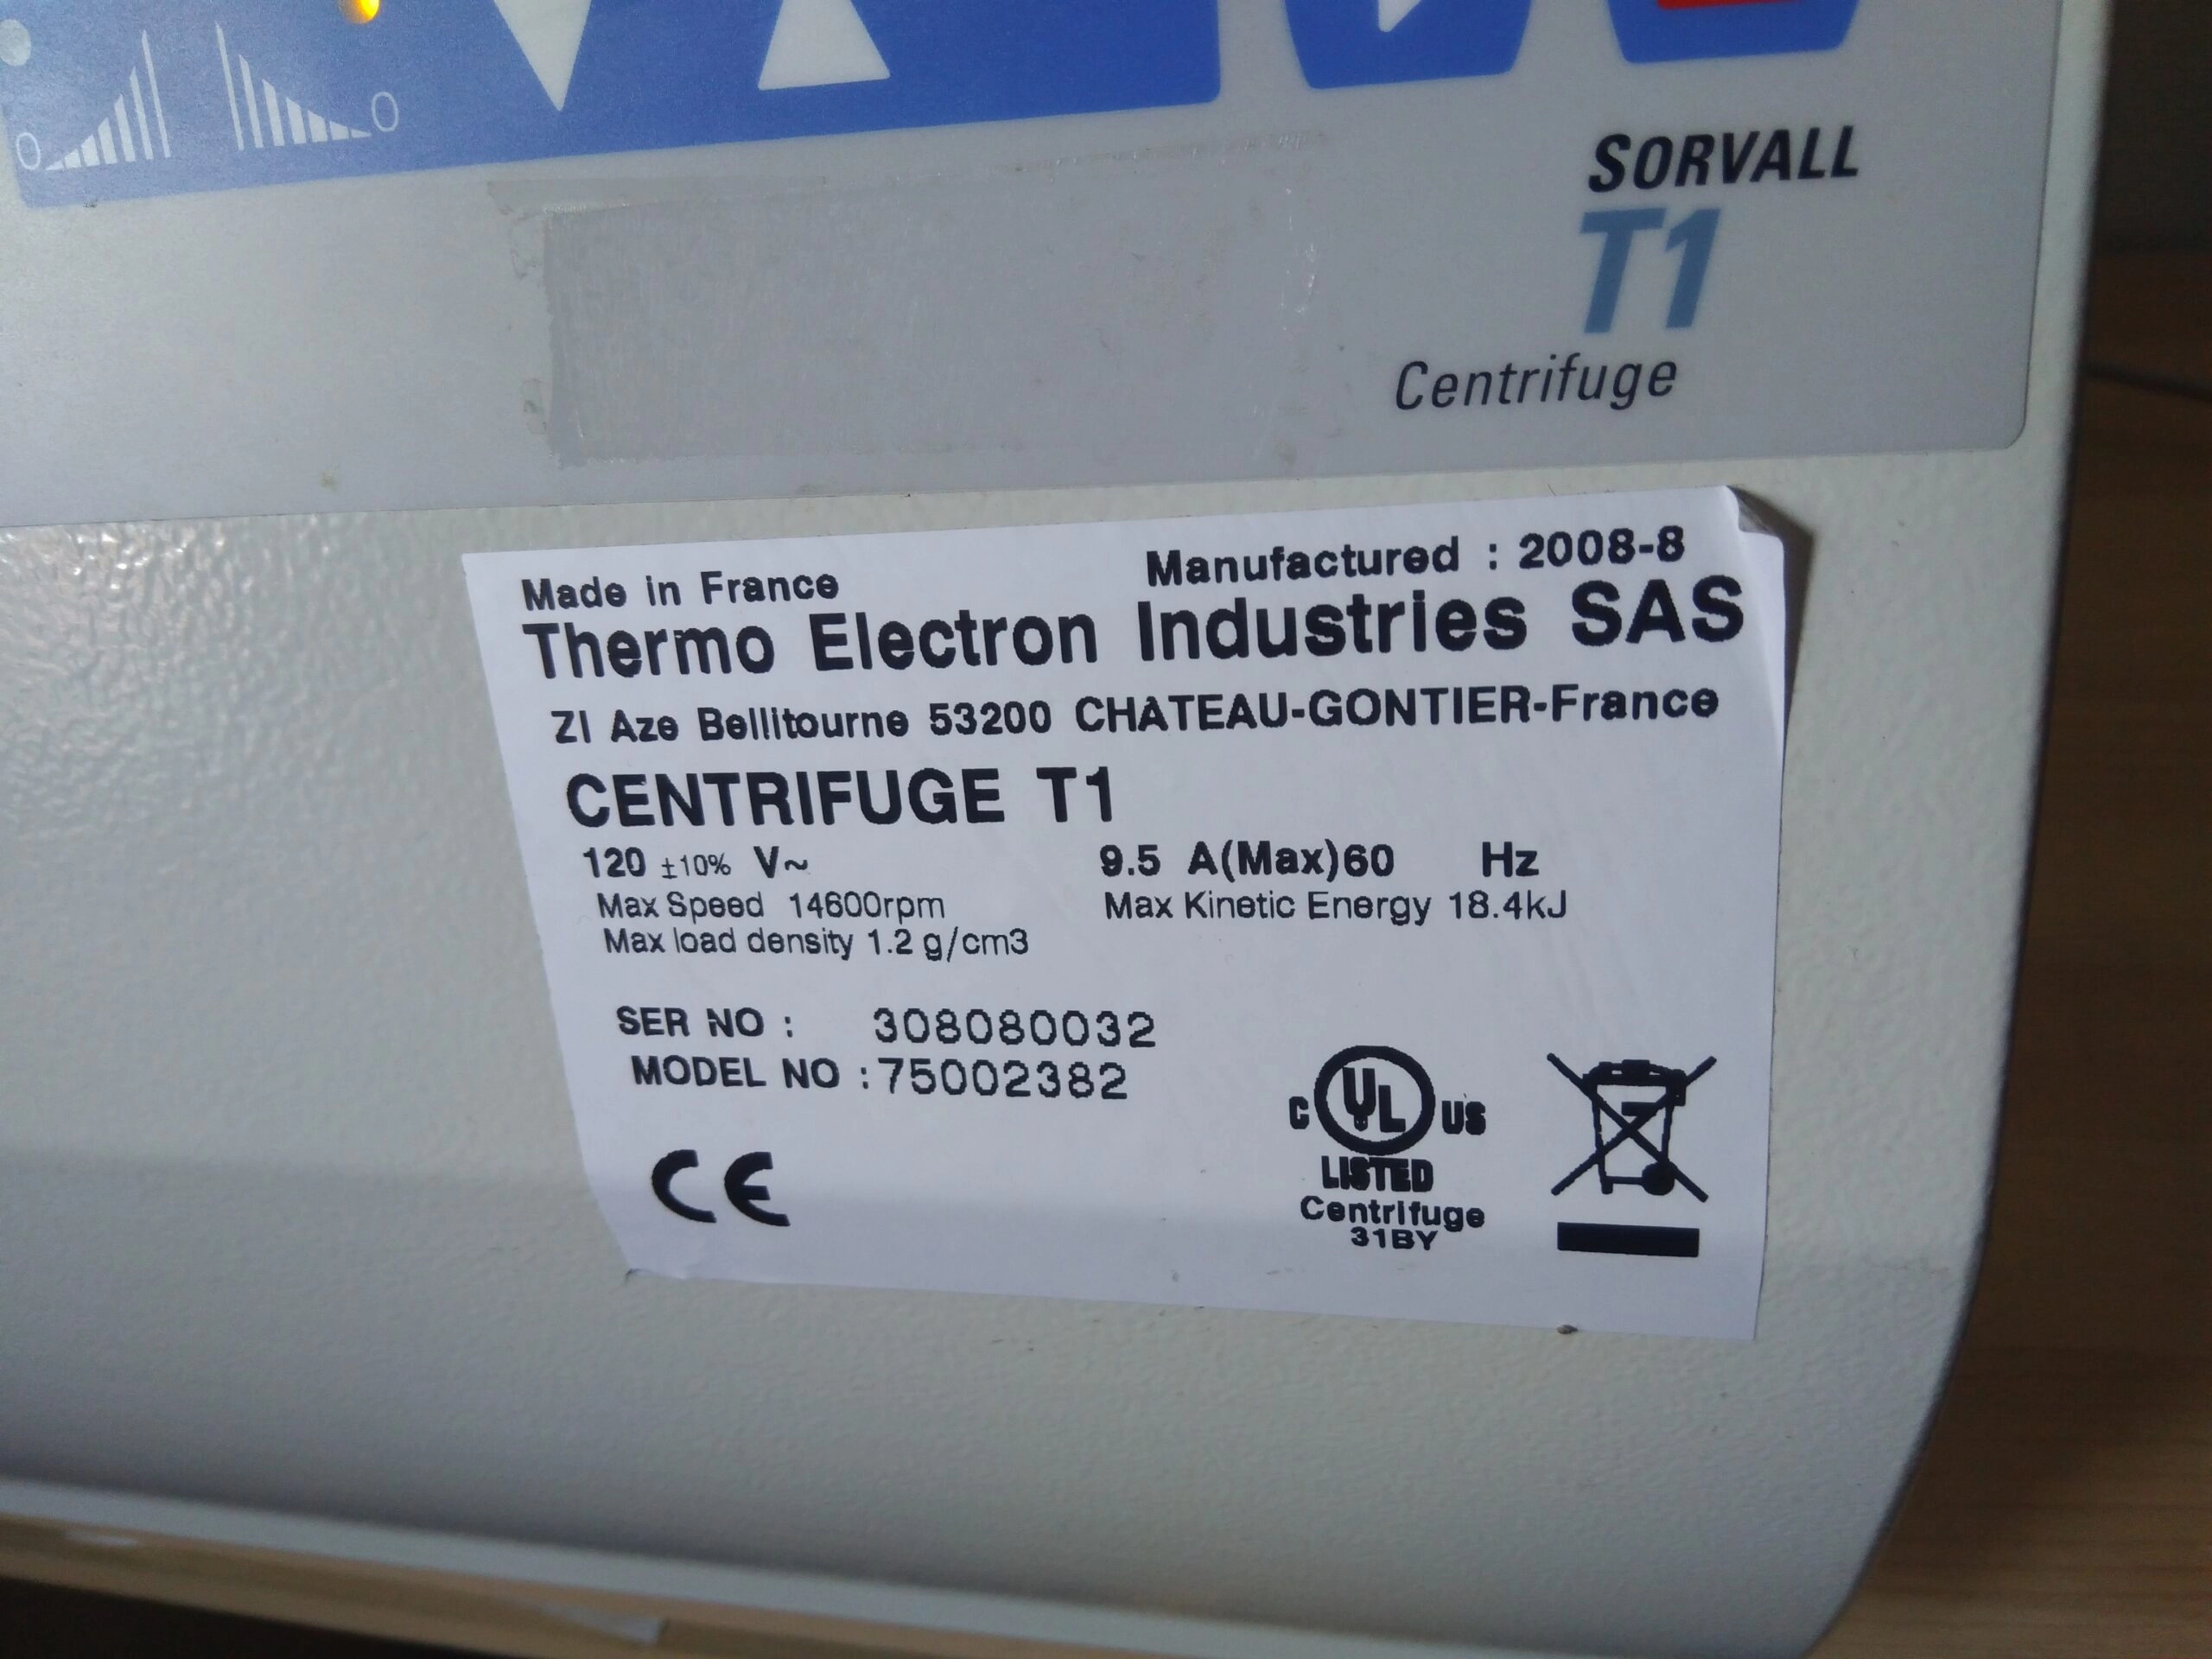 SORVALL
T1
Centrifuge
Made in France Manufactured : 2008-8
Thermo Electron Industries SAS
ZI Aze Bellitourne 53200 CHATEAU-GONTIER-France
CENTRIFUGE T1
120 ±10% V~ 9.5 A(Max)60 Hz
Max Speed 14600rpm Max Kinetic Energy 18.4kJ
Max load density 1.2 g/cm3
SER NO : 308080032
MODEL NO :75002382
C UL US
LISTED
Centrifuge
31BY
CE